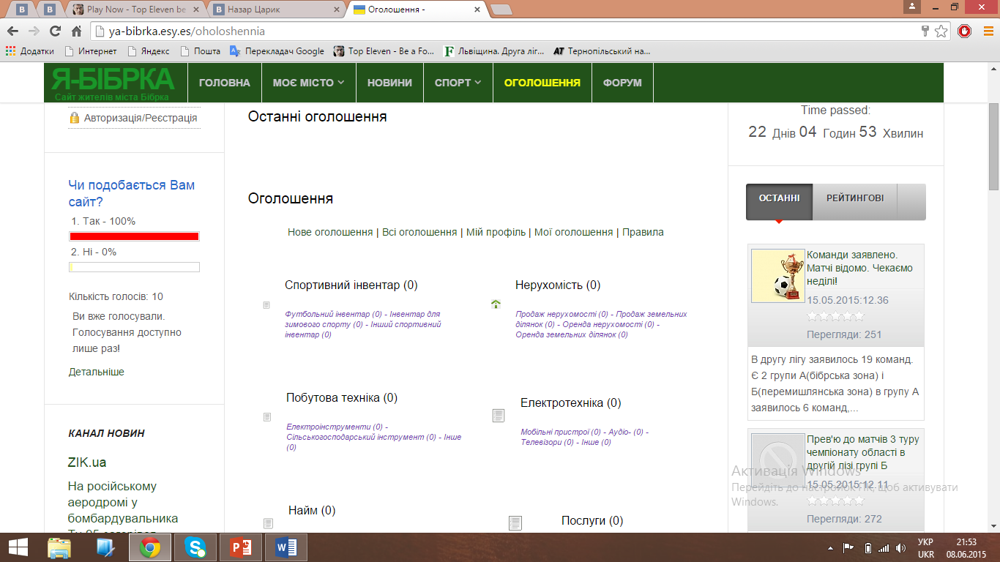 Play Now - Top Eleven be
Назар Царик
Оголошення -
ya-bibrka.esy.es/oholoshennia
Додатки
Интернет
Яндекс
Пошта
Перекладач Google
Top Eleven - Be a Fo...
Львіщина. Друга ліг...
Тернопільський на...
Я-БІБРКА
Сайт жителів міста Бібрка
ГОЛОВНА
МОЄ МІСТО
НОВИНИ
СПОРТ
ОГОЛОШЕННЯ
ФОРУМ
Авторизація/Реєстрація
Чи подобається Вам
сайт?
1. Так - 100%
2. Ні - 0%
Кількість голосів: 10
Ви вже голосували.
Голосування доступно
лише раз!
Детальніше
КАНАЛ НОВИН
ZIK.ua
На російському
аеродромі у
бомбардувальника
Останні оголошення
Оголошення
Нове оголошення | Всі оголошення | Мій профіль | Мої оголошення | Правила
Спортивний інвентар (0)
Футбольний інвентар (0) - Інвентар для
зимового спорту (0) - Інший спортивний
інвентар (0)
Нерухомість (0)
Продаж нерухомості (0) - Продаж земельних
ділянок (0) - Оренда нерухомості (0) -
Оренда земельних ділянок (0)
Побутова техніка (0)
Електроінструменти (0) -
Сільськогосподарський інструмент (0) - Інше
(0)
Електротехніка (0)
Мобільні пристрої (0) - Аудіо- (0) -
Телевізори (0) - Інше (0)
Найм (0)
Послуги (0)
Time passed:
22 Днів 04 Годин 53 Хвилин
ОСТАННІ
РЕЙТИНГОВІ
Команди заявлено.
Матчі відомо. Чекаємо
неділі!
15.05.2015:12.36
Перегляди: 251
В другу лігу заявилось 19 команд.
Є 2 групи А(бібрська зона) і
Б(перемишлянська зона) в групу А
заявилось 6 команд,...
Прев'ю до матчів 3 туру
чемпіонату області в
другій лізі групі Б
15.05.2015:12.11
Перегляди: 272
Активація Windows
Перейдіть до настройок ПК, щоб активувати
Windows.
УКР
UKR
21:53
08.06.2015